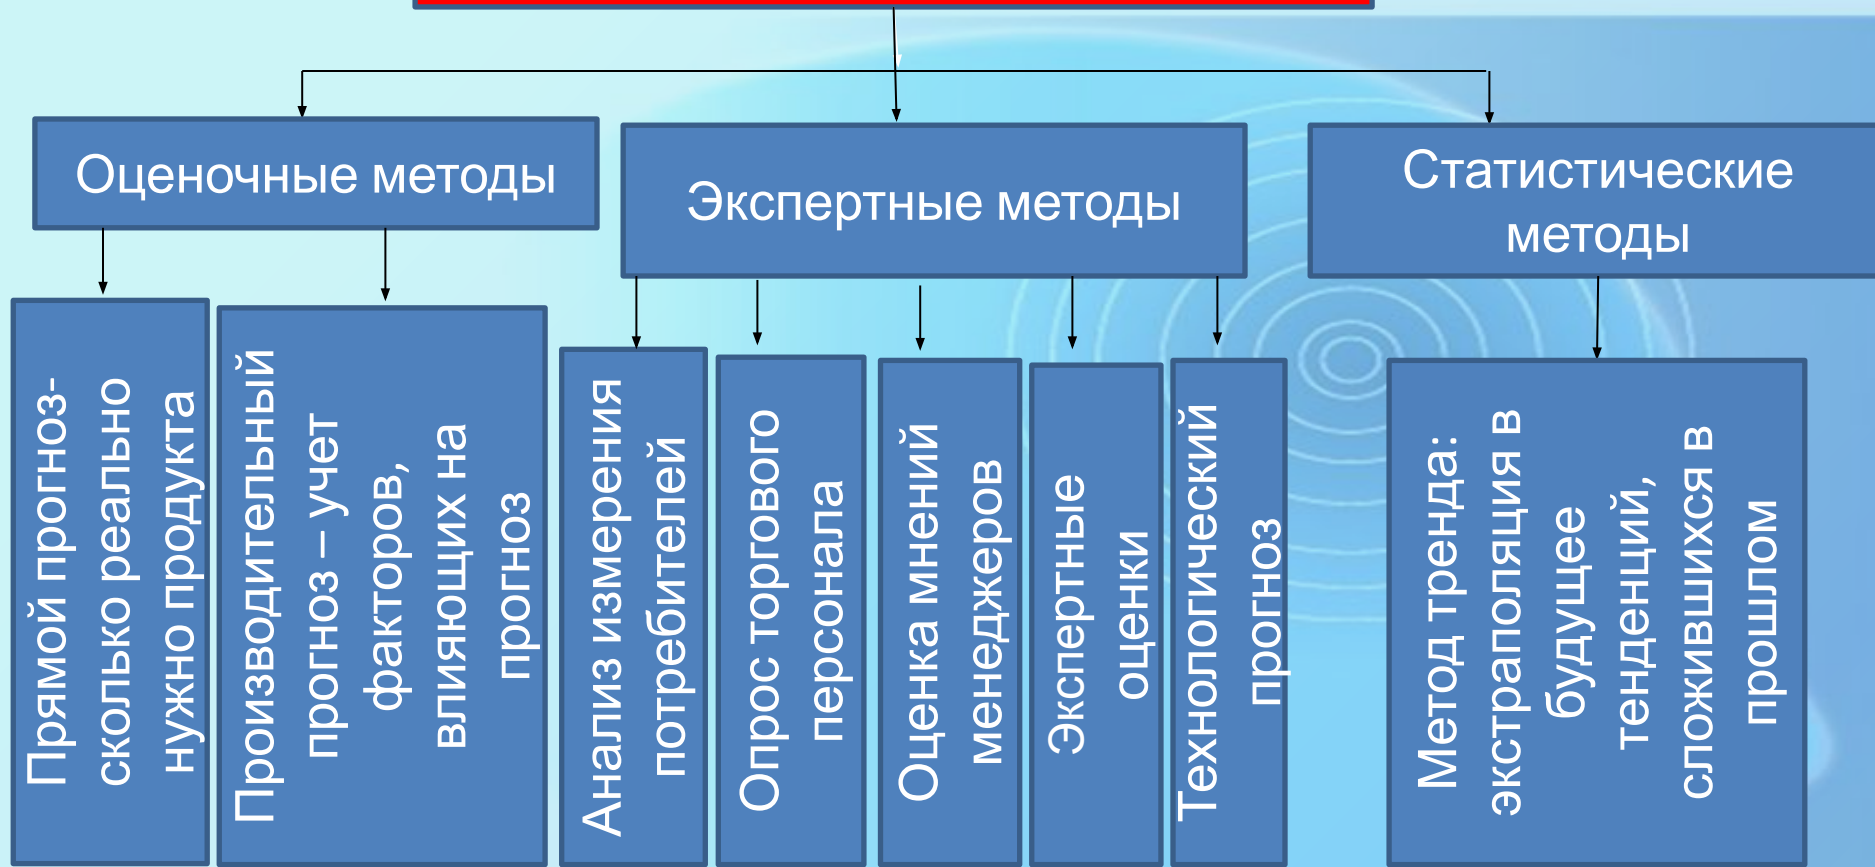 Оценочные методы
Экспертные методы
Статистические
методы
Прямой прогноз-
сколько реально
нужно продукта
Производительный
прогноз – учет
факторов,
влияющих на
прогноз
Анализ измерения
потребителей
Опрос торгового
персонала
Оценка мнений
менеджеров
Экспертные
оценки
Технологический
прогноз
Метод тренда:
экстраполяция в
будущее
тенденций,
сложившихся в
прошлом